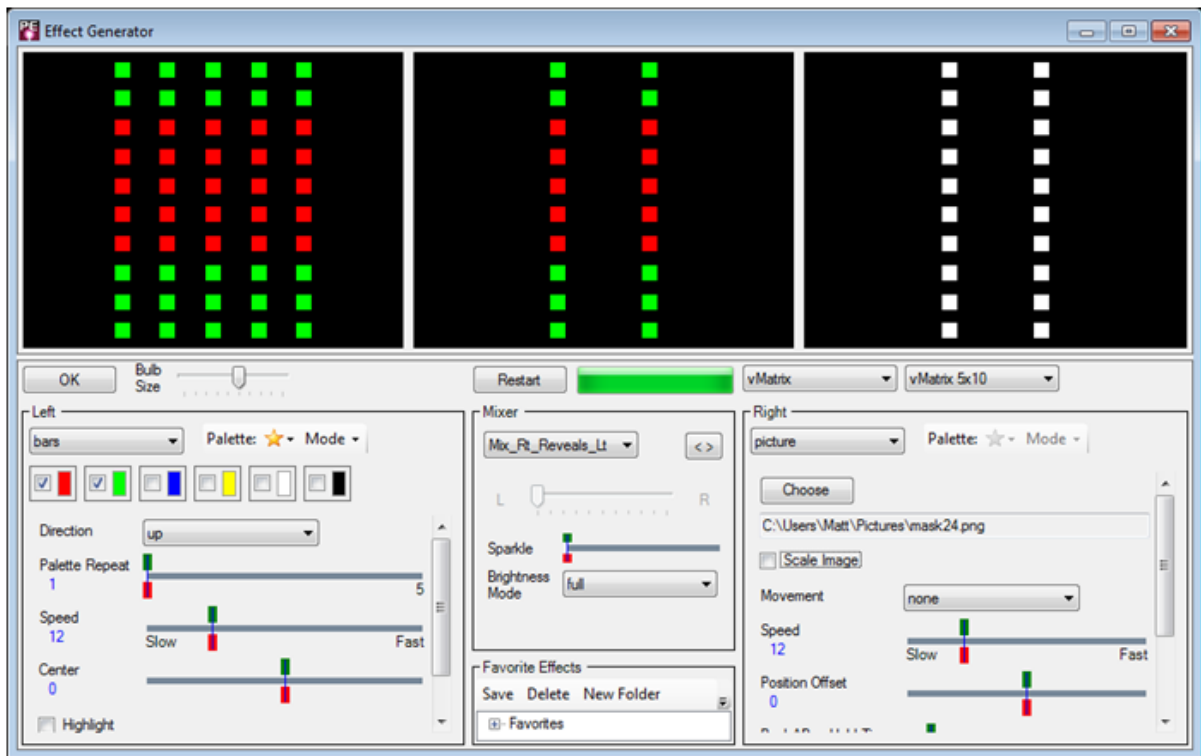 Effect Generator
OK
Bulb Size
Restart
vMatrix
vMatrix 5x10
Left
bars
Palette:
Mode
Direction
up
Palette Repeat
1
5
Speed
12
Slow
Fast
Center
0
Highlight
Mixer
Mix_Rt_Reveals_Lt
< >
L
R
Sparkle
Brightness Mode
full
Favorite Effects
Save Delete New Folder
Favorites
Right
picture
Palette:
Mode
Choose
C:\Users\Matt\Pictures\mask24.png
Scale Image
Movement
none
Speed
12
Slow
Fast
Position Offset
0